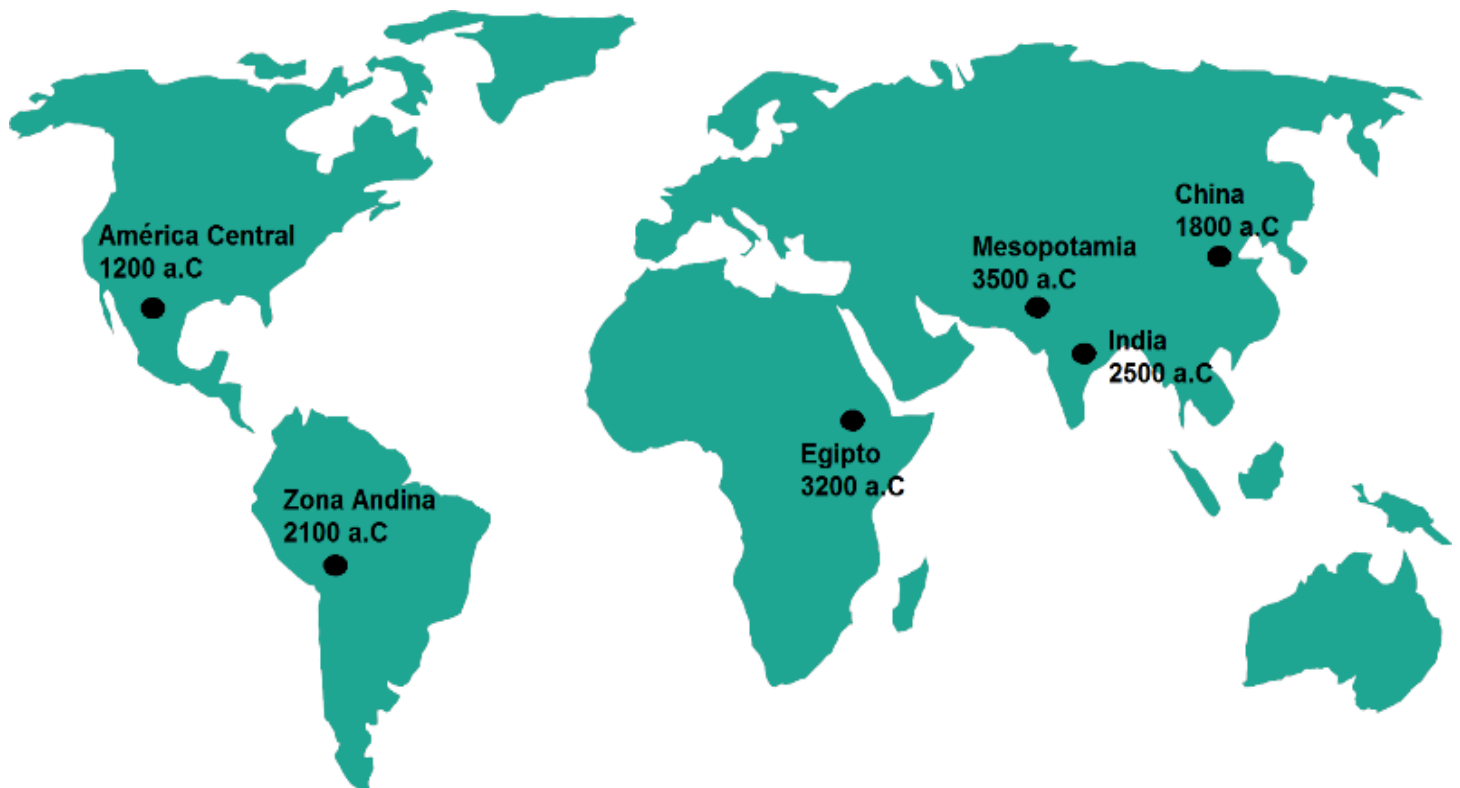 América Central
1200 a.C
Zona Andina
2100 a.C
Egipto
3200 a.C
Mesopotamia
3500 a.C
India
2500 a.C
China
1800 a.C